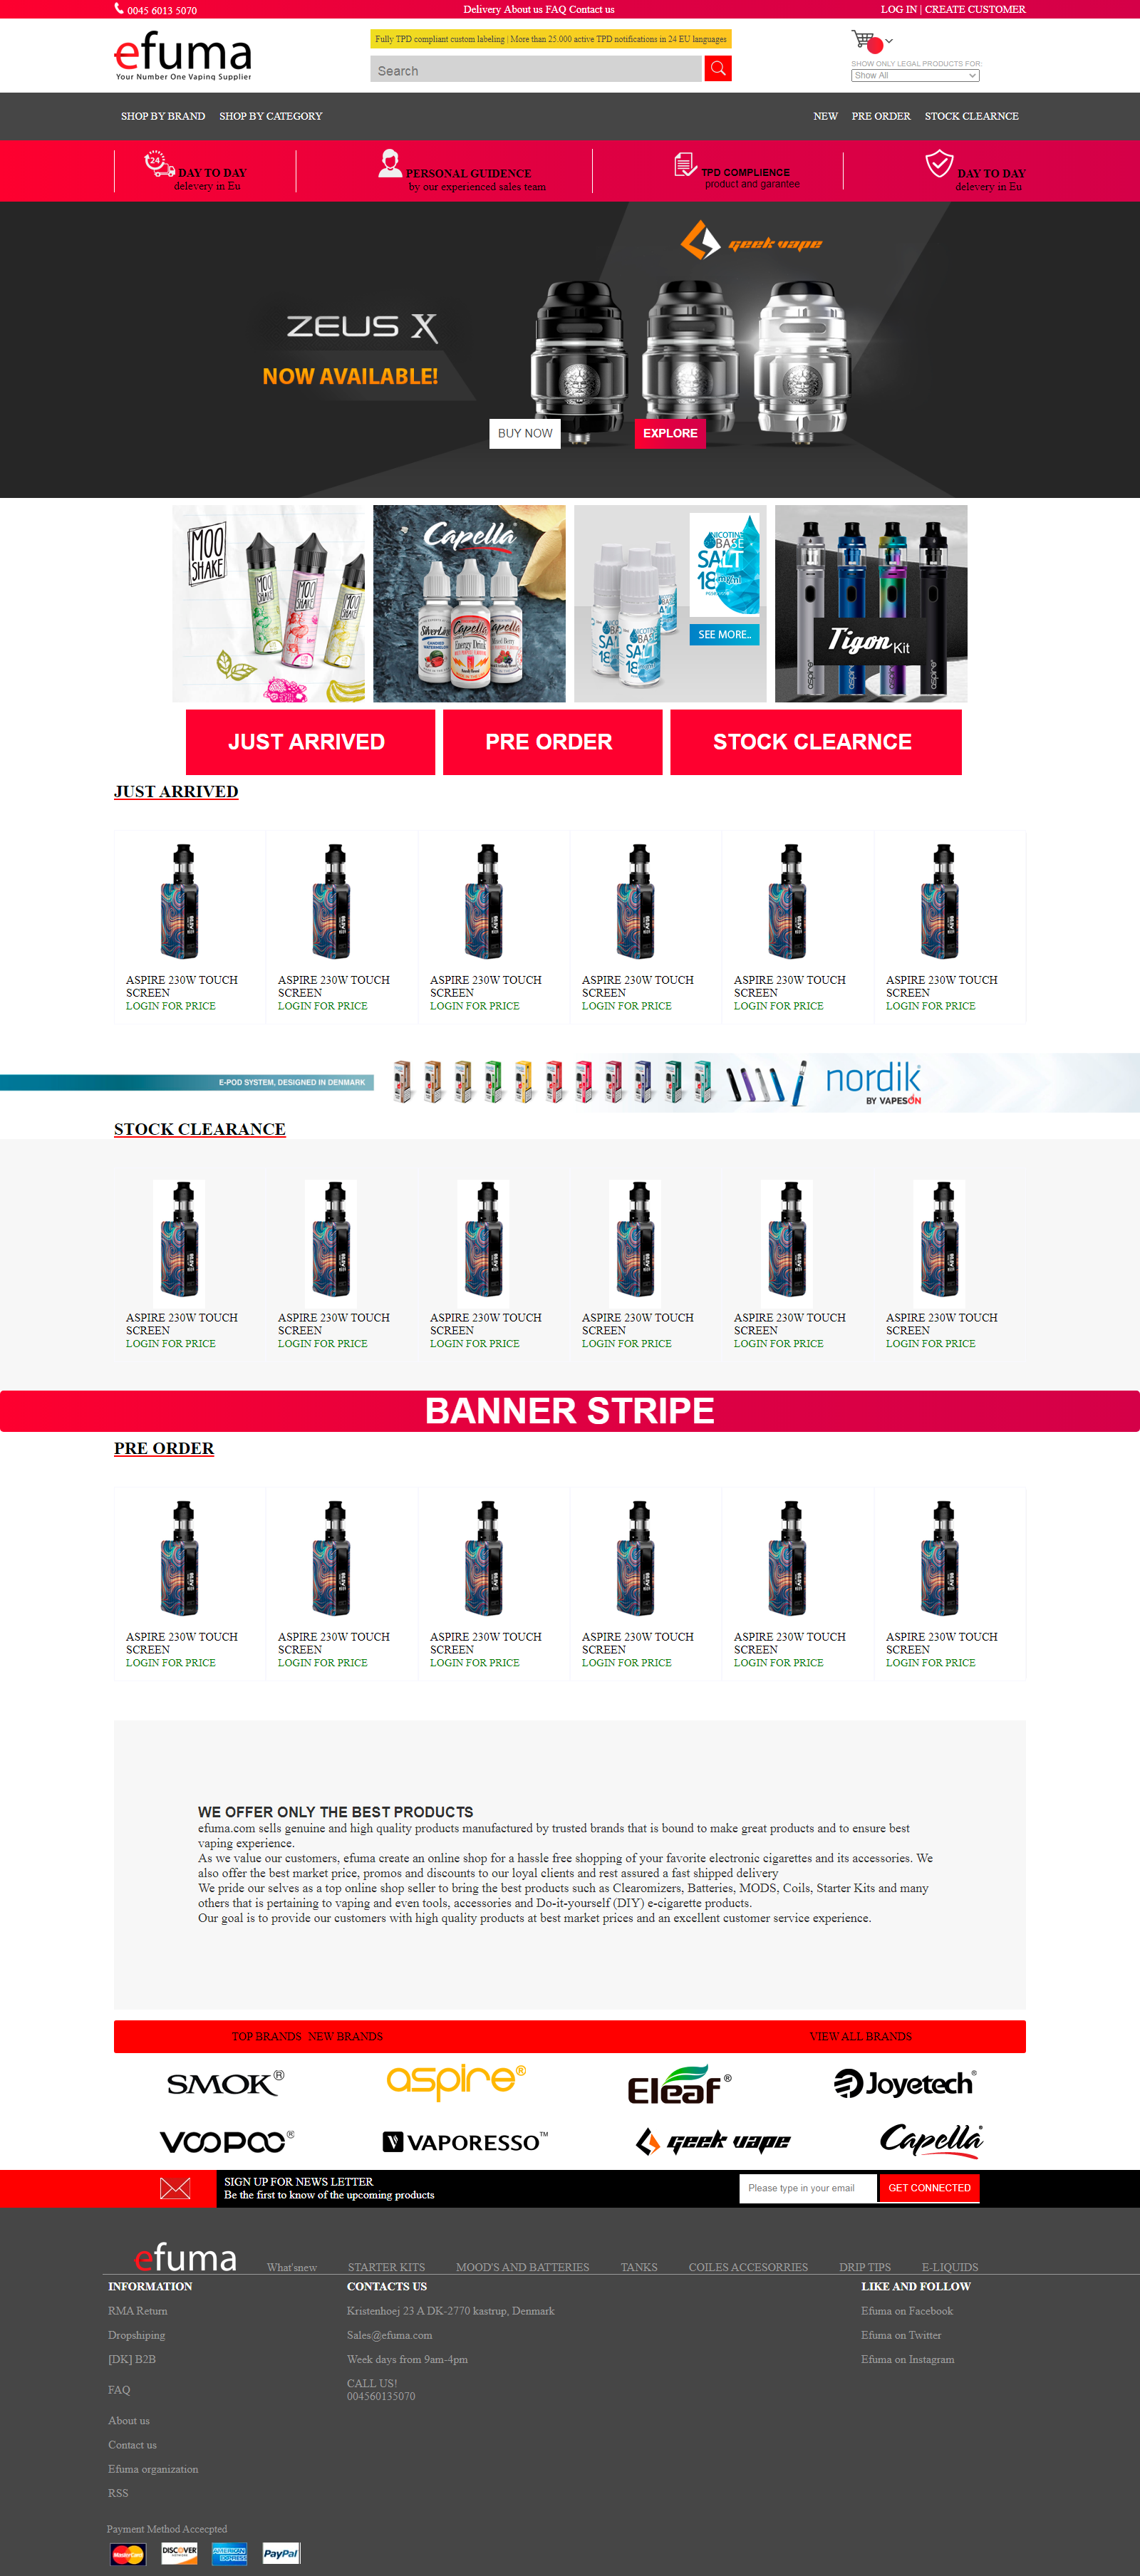 0045 6013 5070
Delivery About us FAQ Contact us
LOG IN | CREATE CUSTOMER
efuma
Your Number One Vaping Supplier
Fully TPD compliant custom labeling | More than 25.000 active TPD notifications in 24 EU languages
Search
SHOW ONLY LEGAL PRODUCTS FOR:
Show All
SHOP BY BRAND SHOP BY CATEGORY
NEW PRE ORDER STOCK CLEARNCE
24
DAY TO DAY
delevery in Eu
PERSONAL GUIDENCE
by our experienced sales team
TPD COMPLIENCE
product and garantee
DAY TO DAY
delevery in Eu
geek vape
ZEUS X
NOW AVAILABLE!
BUY NOW
EXPLORE
MOO
SHAKE
MOO
SHAKE
MOO
SHAKE
MOO
SHAKE
Capella
SilverLine
Capella
Energy Drink
Capella
NICOTINE
BASE
SALT
18 mg/ml
SEE MORE..
NICOTINE
BASE
SALT
18
Tigon Kit
aspire
JUST ARRIVED
PRE ORDER
STOCK CLEARNCE
JUST ARRIVED
ASPIRE 230W TOUCH
SCREEN
LOGIN FOR PRICE
ASPIRE 230W TOUCH
SCREEN
LOGIN FOR PRICE
ASPIRE 230W TOUCH
SCREEN
LOGIN FOR PRICE
ASPIRE 230W TOUCH
SCREEN
LOGIN FOR PRICE
ASPIRE 230W TOUCH
SCREEN
LOGIN FOR PRICE
ASPIRE 230W TOUCH
SCREEN
LOGIN FOR PRICE
E-POD SYSTEM, DESIGNED IN DENMARK
nordik
BY VAPESON
STOCK CLEARANCE
ASPIRE 230W TOUCH
SCREEN
LOGIN FOR PRICE
ASPIRE 230W TOUCH
SCREEN
LOGIN FOR PRICE
ASPIRE 230W TOUCH
SCREEN
LOGIN FOR PRICE
ASPIRE 230W TOUCH
SCREEN
LOGIN FOR PRICE
ASPIRE 230W TOUCH
SCREEN
LOGIN FOR PRICE
ASPIRE 230W TOUCH
SCREEN
LOGIN FOR PRICE
BANNER STRIPE
PRE ORDER
ASPIRE 230W TOUCH
SCREEN
LOGIN FOR PRICE
ASPIRE 230W TOUCH
SCREEN
LOGIN FOR PRICE
ASPIRE 230W TOUCH
SCREEN
LOGIN FOR PRICE
ASPIRE 230W TOUCH
SCREEN
LOGIN FOR PRICE
ASPIRE 230W TOUCH
SCREEN
LOGIN FOR PRICE
ASPIRE 230W TOUCH
SCREEN
LOGIN FOR PRICE
WE OFFER ONLY THE BEST PRODUCTS
efuma.com sells genuine and high quality products manufactured by trusted brands that is bound to make great products and to ensure best
vaping experience.
As we value our customers, efuma create an online shop for a hassle free shopping of your favorite electronic cigarettes and its accessories. We
also offer the best market price, promos and discounts to our loyal clients and rest assured a fast shipped delivery
We pride our selves as a top online shop seller to bring the best products such as Clearomizers, Batteries, MODS, Coils, Starter Kits and many
others that is pertaining to vaping and even tools, accessories and Do-it-yourself (DIY) e-cigarette products.
Our goal is to provide our customers with high quality products at best market prices and an excellent customer service experience.
TOP BRANDS NEW BRANDS
VIEW ALL BRANDS
SMOK®
aspire®
Eleaf®
Joyetech®
VOOPOO®
VAPORESSO™
geek vape
Capella®
SIGN UP FOR NEWS LETTER
Be the first to know of the upcoming products
Please type in your email
GET CONNECTED
efuma
What'snew STARTER KITS MOOD'S AND BATTERIES TANKS COILES ACCESORRIES DRIP TIPS E-LIQUIDS
INFORMATION
RMA Return
Dropshiping
[DK] B2B
FAQ
About us
Contact us
Efuma organization
RSS
CONTACTS US
Kristenhoej 23 A DK-2770 kastrup, Denmark
Sales@efuma.com
Week days from 9am-4pm
CALL US!
004560135070
LIKE AND FOLLOW
Efuma on Facebook
Efuma on Twitter
Efuma on Instagram
Payment Method Accecpted
MasterCard
DISCOVER
AMERICAN EXPRESS
PayPal